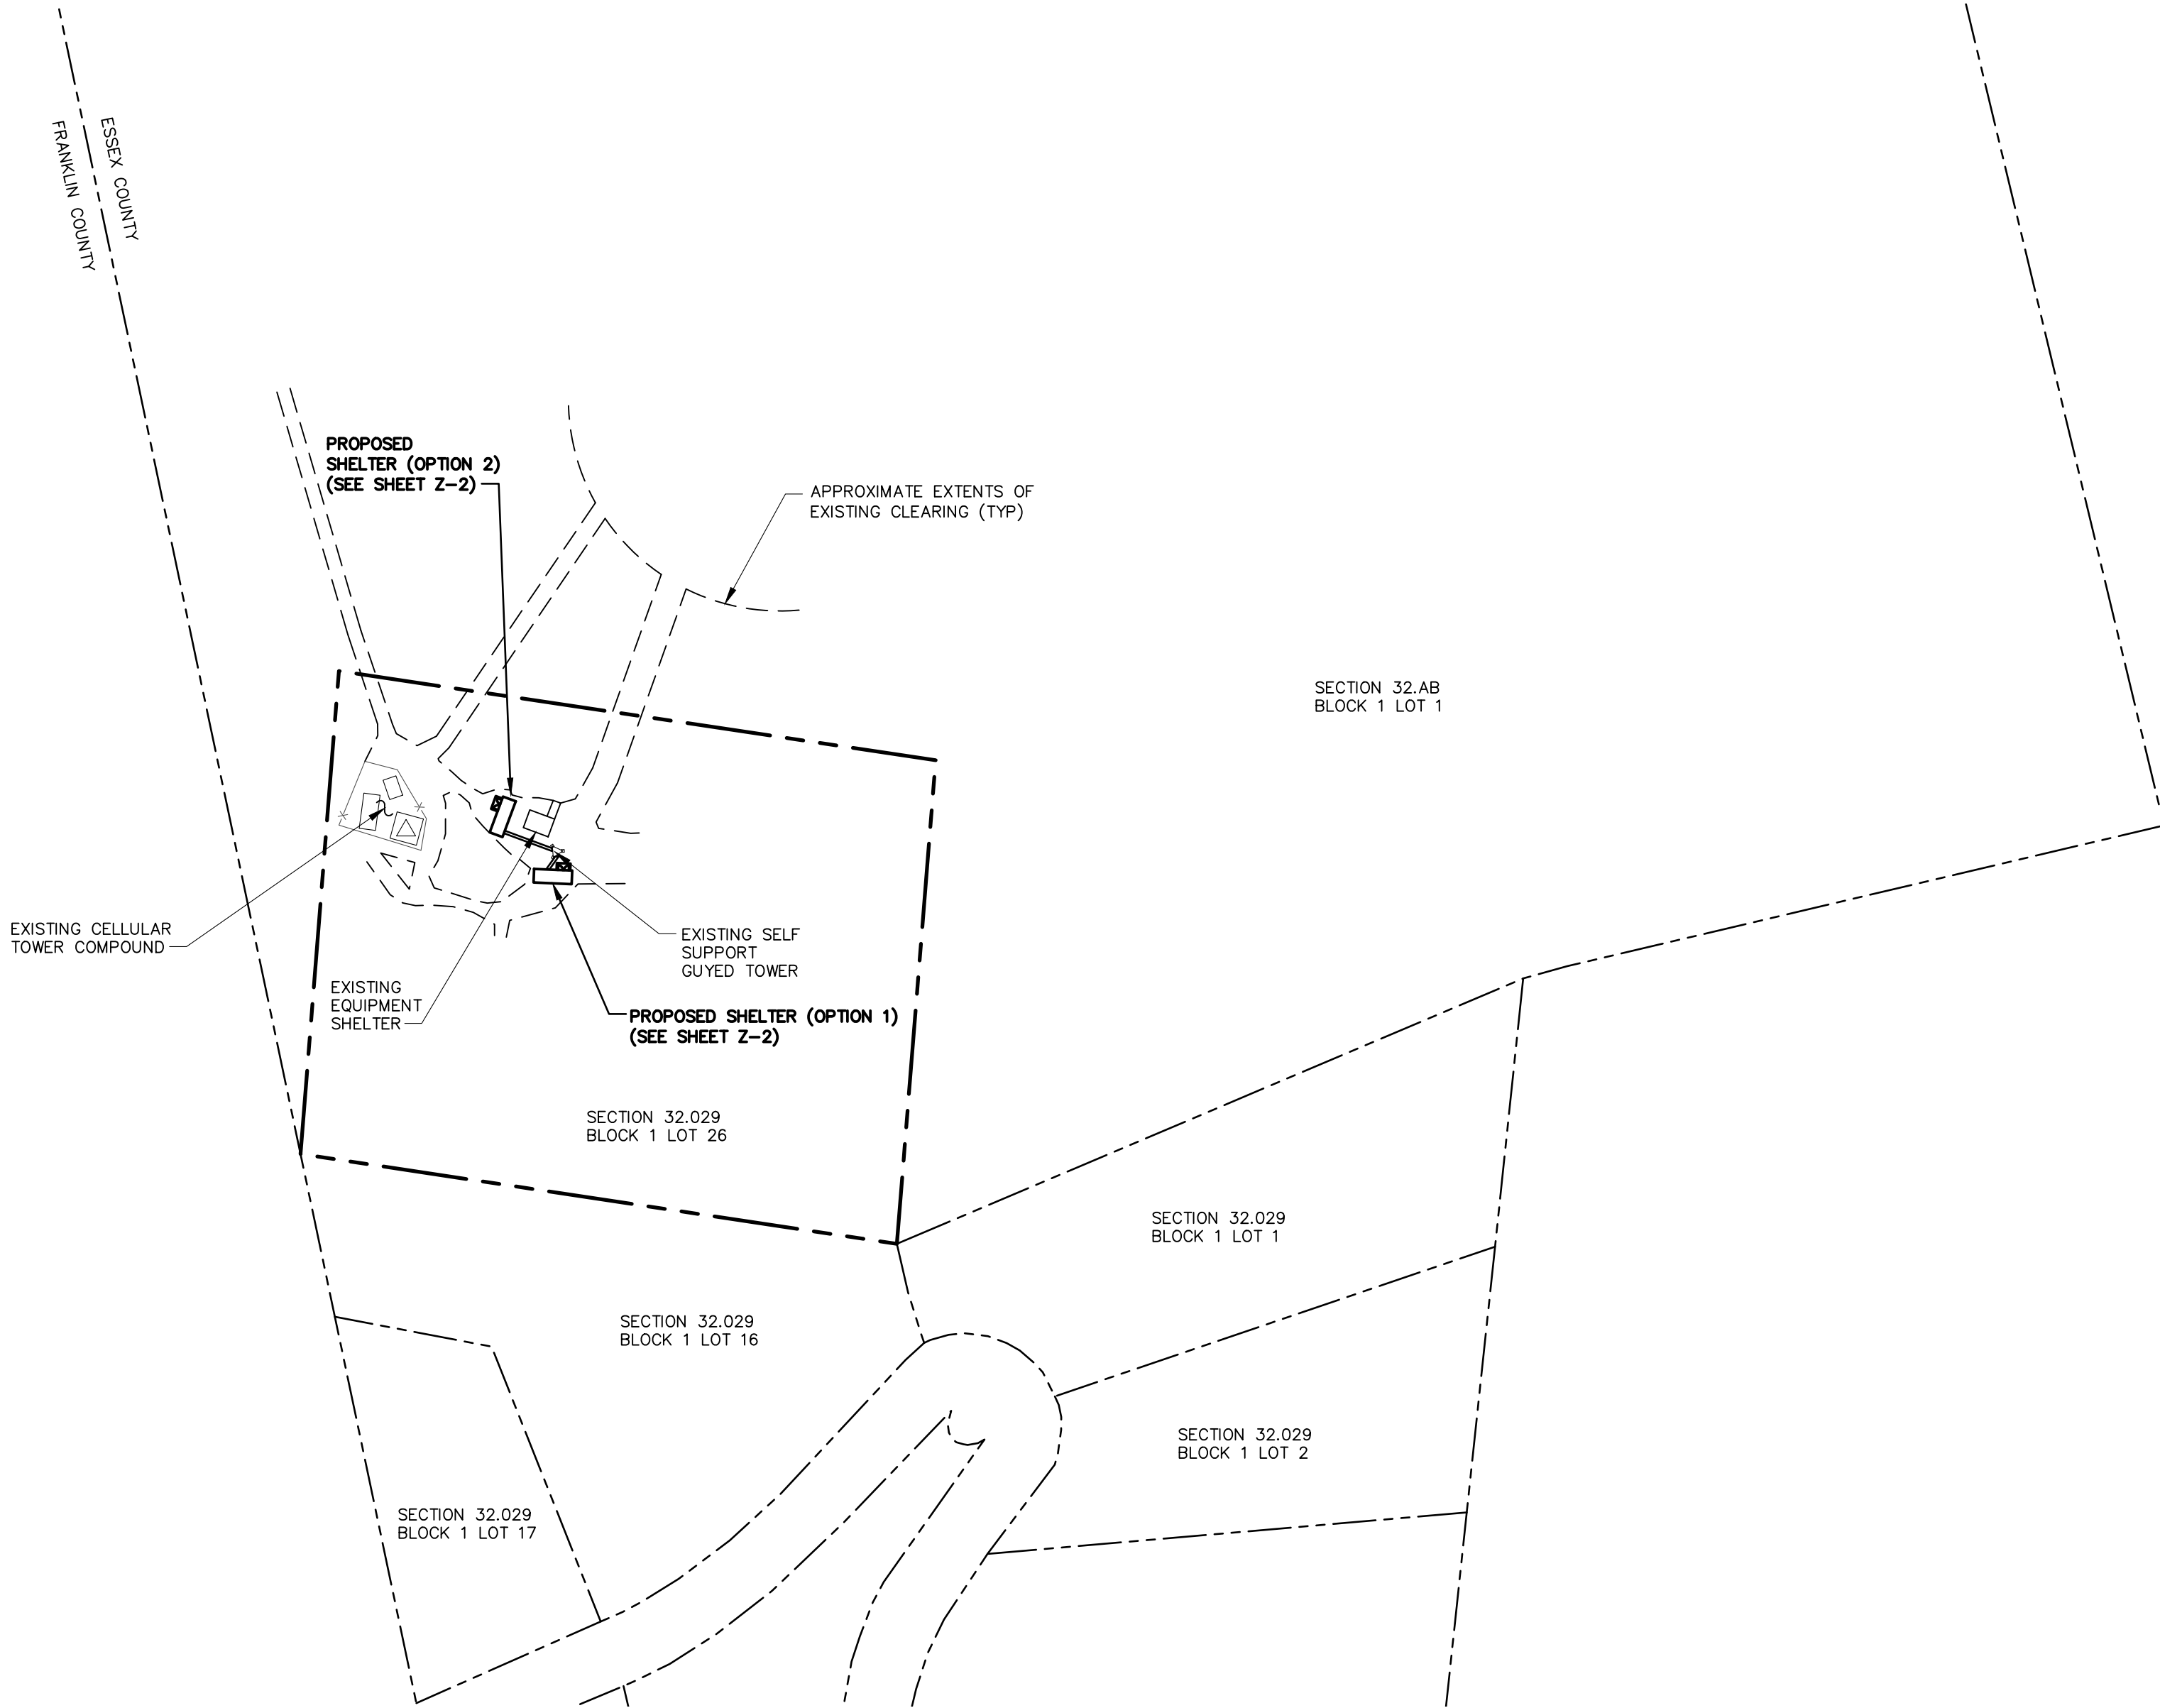 ESSEX COUNTY
FRANKLIN COUNTY
PROPOSED
SHELTER (OPTION 2)
(SEE SHEET Z-2)
APPROXIMATE EXTENTS OF
EXISTING CLEARING (TYP)
SECTION 32.AB
BLOCK 1 LOT 1
EXISTING CELLULAR
TOWER COMPOUND
EXISTING SELF
SUPPORT
GUYED TOWER
EXISTING
EQUIPMENT
SHELTER
PROPOSED SHELTER (OPTION 1)
(SEE SHEET Z-2)
SECTION 32.029
BLOCK 1 LOT 26
SECTION 32.029
BLOCK 1 LOT 1
SECTION 32.029
BLOCK 1 LOT 16
SECTION 32.029
BLOCK 1 LOT 2
SECTION 32.029
BLOCK 1 LOT 17